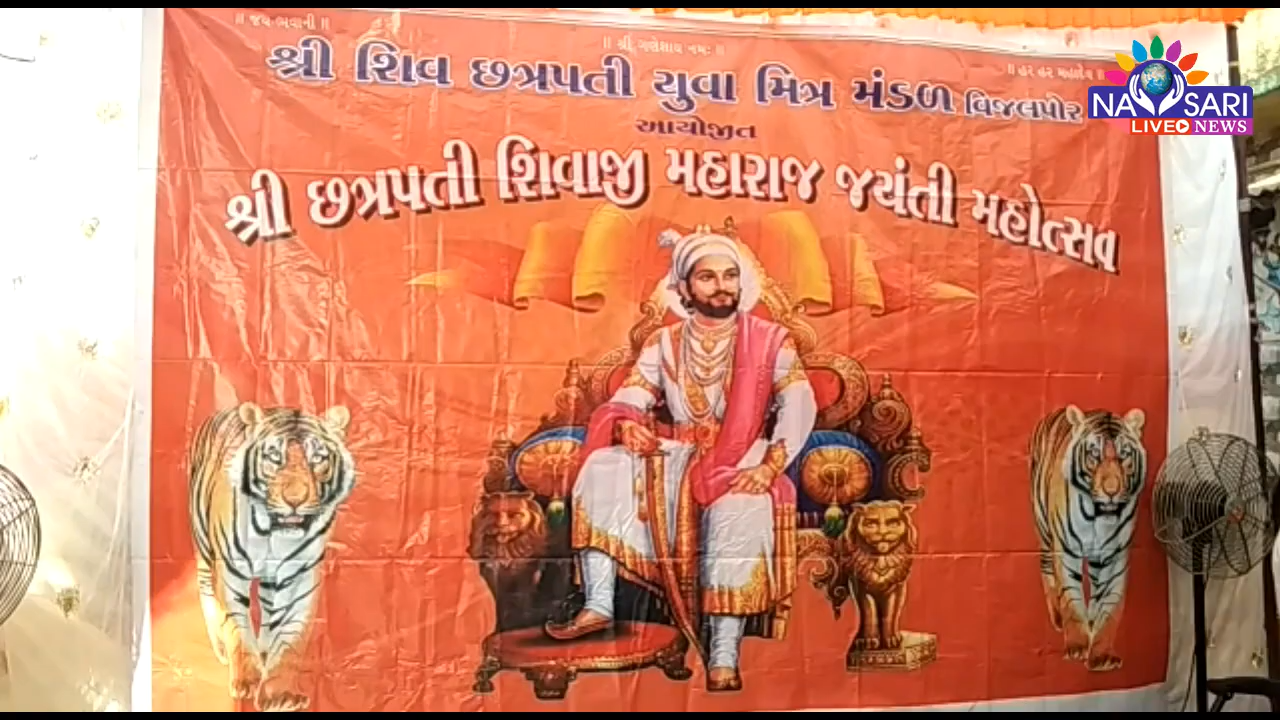 ॥ જય ભવાની ॥
॥ શ્રી ગણેશાય નમઃ ॥
॥ હર હર મહાદેવ ॥
શ્રી શિવ છત્રપતી યુવા મિત્ર મંડળ વિજલપોર
આયોજીત
શ્રી છત્રપતી શિવાજી મહારાજ જયંતી મહોત્સવ
NAVSARI
LIVE NEWS